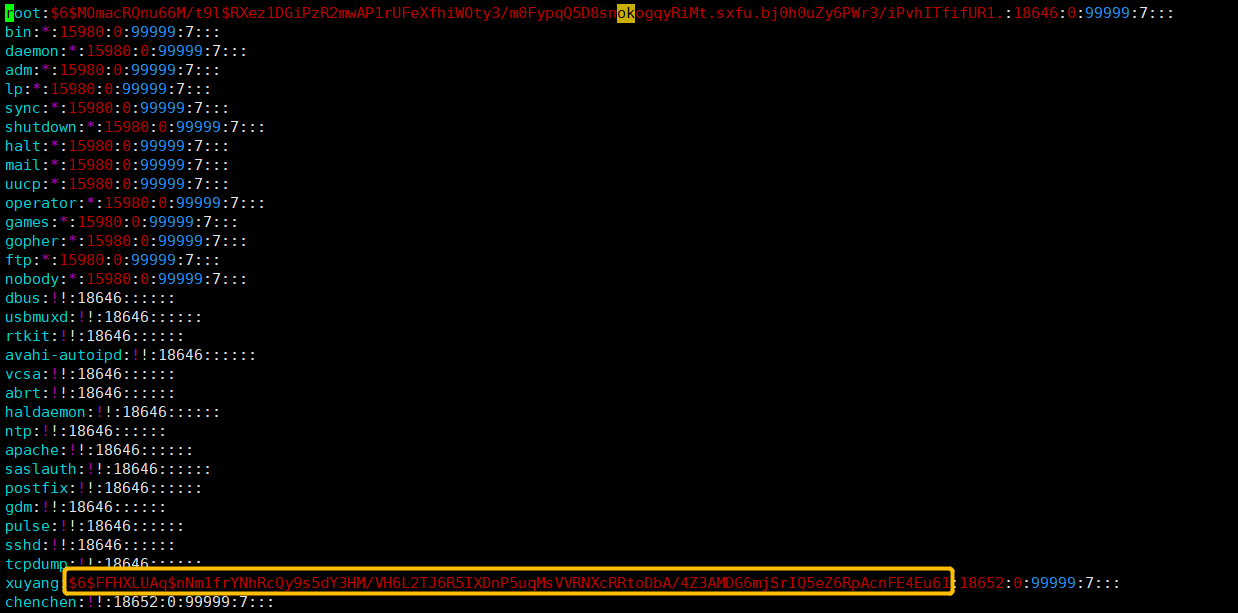 root:$6$MOmacRQnu66M/t9l$RXez1DGiPzR2mwAP1rUFeXfhiWOty3/m0FypqQ5D8snokogqyRiMt.sxfu.bj0h0uZy6PWr3/iPvhITfifUR1.:18646:0:99999:7:::
bin:*:15980:0:99999:7:::
daemon:*:15980:0:99999:7:::
adm:*:15980:0:99999:7:::
lp:*:15980:0:99999:7:::
sync:*:15980:0:99999:7:::
shutdown:*:15980:0:99999:7:::
halt:*:15980:0:99999:7:::
mail:*:15980:0:99999:7:::
uucp:*:15980:0:99999:7:::
operator:*:15980:0:99999:7:::
games:*:15980:0:99999:7:::
gopher:*:15980:0:99999:7:::
ftp:*:15980:0:99999:7:::
nobody:*:15980:0:99999:7:::
dbus:!!:18646::::::
usbmuxd:!!:18646::::::
rtkit:!!:18646::::::
avahi-autoipd:!!:18646::::::
vcsa:!!:18646::::::
abrt:!!:18646::::::
haldaemon:!!:18646::::::
ntp:!!:18646::::::
apache:!!:18646::::::
saslauth:!!:18646::::::
postfix:!!:18646::::::
gdm:!!:18646::::::
pulse:!!:18646::::::
sshd:!!:18646::::::
tcpdump:!!:18646::::::
xuyang:$6$FFHXLUAq$nNm1frYNhRcQy9s5dY3HM/VH6L2TJ6R5IXDnP5uqMsVVRNXcRRtoDbA/4Z3AMDG6mjSrIQ5eZ6RpAcnFE4Eu61:18652:0:99999:7:::
chenchen:!!:18652:0:99999:7:::